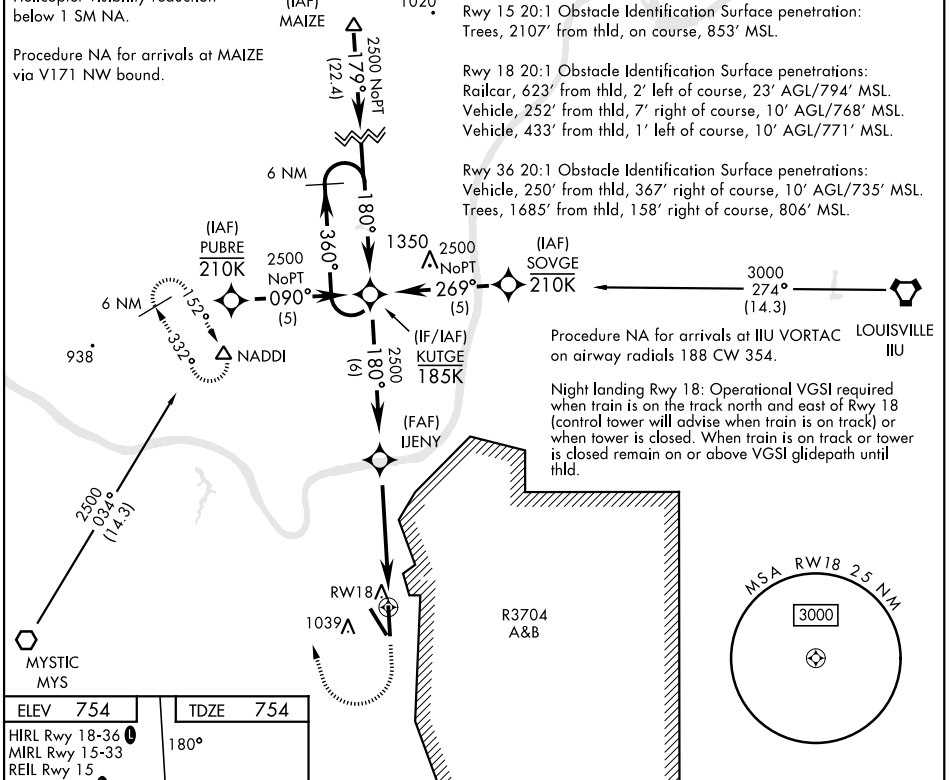 Helicopter visibility reduction
below 1 SM NA.
Procedure NA for arrivals at MAIZE
via V171 NW bound.
(IAF)
MAIZE
1020
2500 NoPT
179°
(22.4)
Rwy 15 20:1 Obstacle Identification Surface penetration:
Trees, 2107' from thld, on course, 853' MSL.
Rwy 18 20:1 Obstacle Identification Surface penetrations:
Railcar, 623' from thld, 2' left of course, 23' AGL/794' MSL.
Vehicle, 252' from thld, 7' right of course, 10' AGL/768' MSL.
Vehicle, 433' from thld, 1' left of course, 10' AGL/771' MSL.
Rwy 36 20:1 Obstacle Identification Surface penetrations:
Vehicle, 250' from thld, 367' right of course, 10' AGL/735' MSL.
Trees, 1685' from thld, 158' right of course, 806' MSL.
6 NM
180°
360°
(IAF)
PUBRE
210K
2500
NoPT
090°
(5)
1350
2500
NoPT
269°
(5)
(IAF)
SOVGE
210K
3000
274°
(14.3)
LOUISVILLE
IIU
6 NM
152°
332°
NADDI
938
(IF/IAF)
KUTGE
185K
2500
180°
(6)
Procedure NA for arrivals at IIU VORTAC
on airway radials 188 CW 354.
Night landing Rwy 18: Operational VGSI required
when train is on the track north and east of Rwy 18
(control tower will advise when train is on track) or
when tower is closed. When train is on track or tower
is closed remain on or above VGSI glidepath until
thld.
(FAF)
IJENY
2500
034°
(14.3)
MYSTIC
MYS
RW18
1039
R3704
A&B
MSA RW18 25 NM
3000
ELEV 754
TDZE 754
HIRL Rwy 18-36 L
MIRL Rwy 15-33
REIL Rwy 15
180°